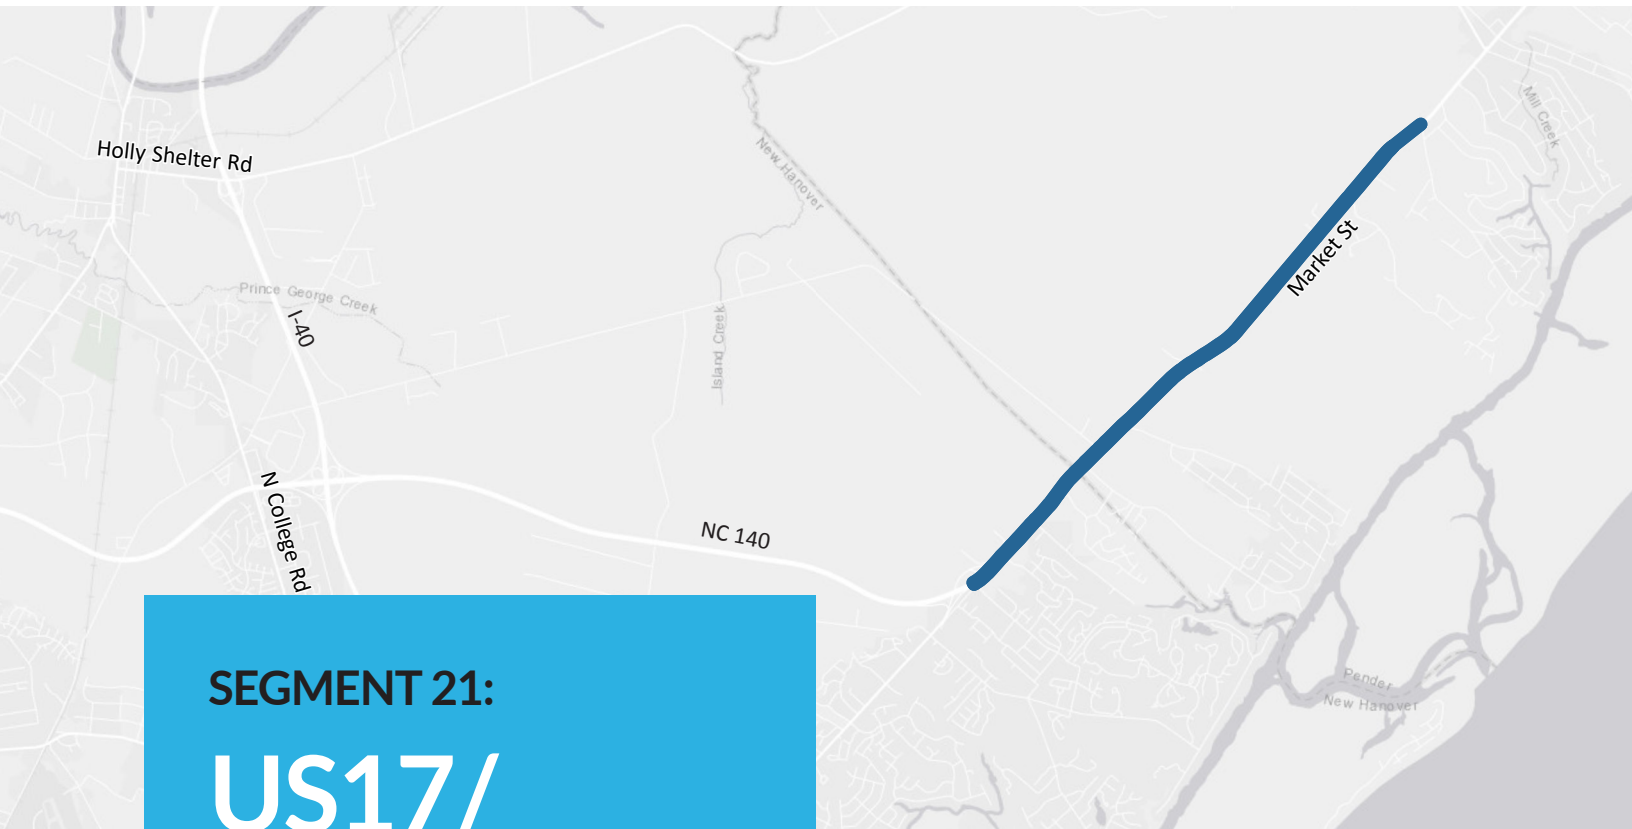 Mill Creek
Holly Shelter Rd
New Hanover
Market St
Prince George Creek
I-40
Island Creek
N College Rd
NC 140
SEGMENT 21:
Pender
New Hanover
US17/